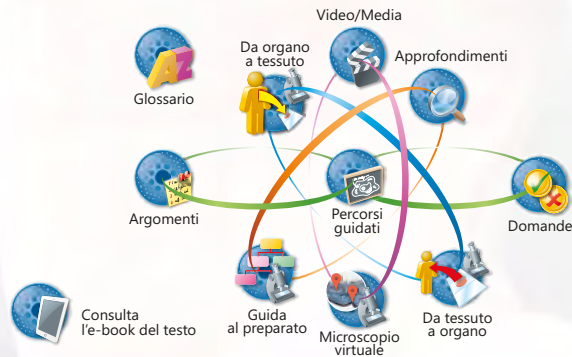 Video/Media
Da organo
a tessuto
Approfondimenti
AZ
Glossario
Argomenti
Percorsi
guidati
Domande
Guida
al preparato
Microscopio
virtuale
Da tessuto
a organo
Consulta
l'e-book del testo